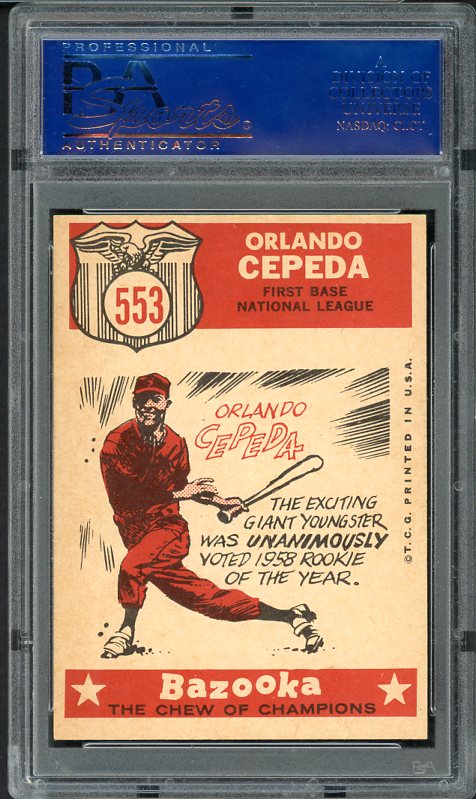 PROFESSIONAL
PSA
Sports®
AUTHENTICATOR
A
DIVISION OF
COLLECTORS
UNIVERSE
NASDAQ: CLCT
553
ORLANDO
CEPEDA
FIRST BASE
NATIONAL LEAGUE
ORLANDO
CEPEDA
THE EXCITING
GIANT YOUNGSTER
WAS UNANIMOUSLY
VOTED 1958 ROOKIE
OF THE YEAR.
©T.C.G. PRINTED IN U.S.A.
Bazooka
THE CHEW OF CHAMPIONS
PSA